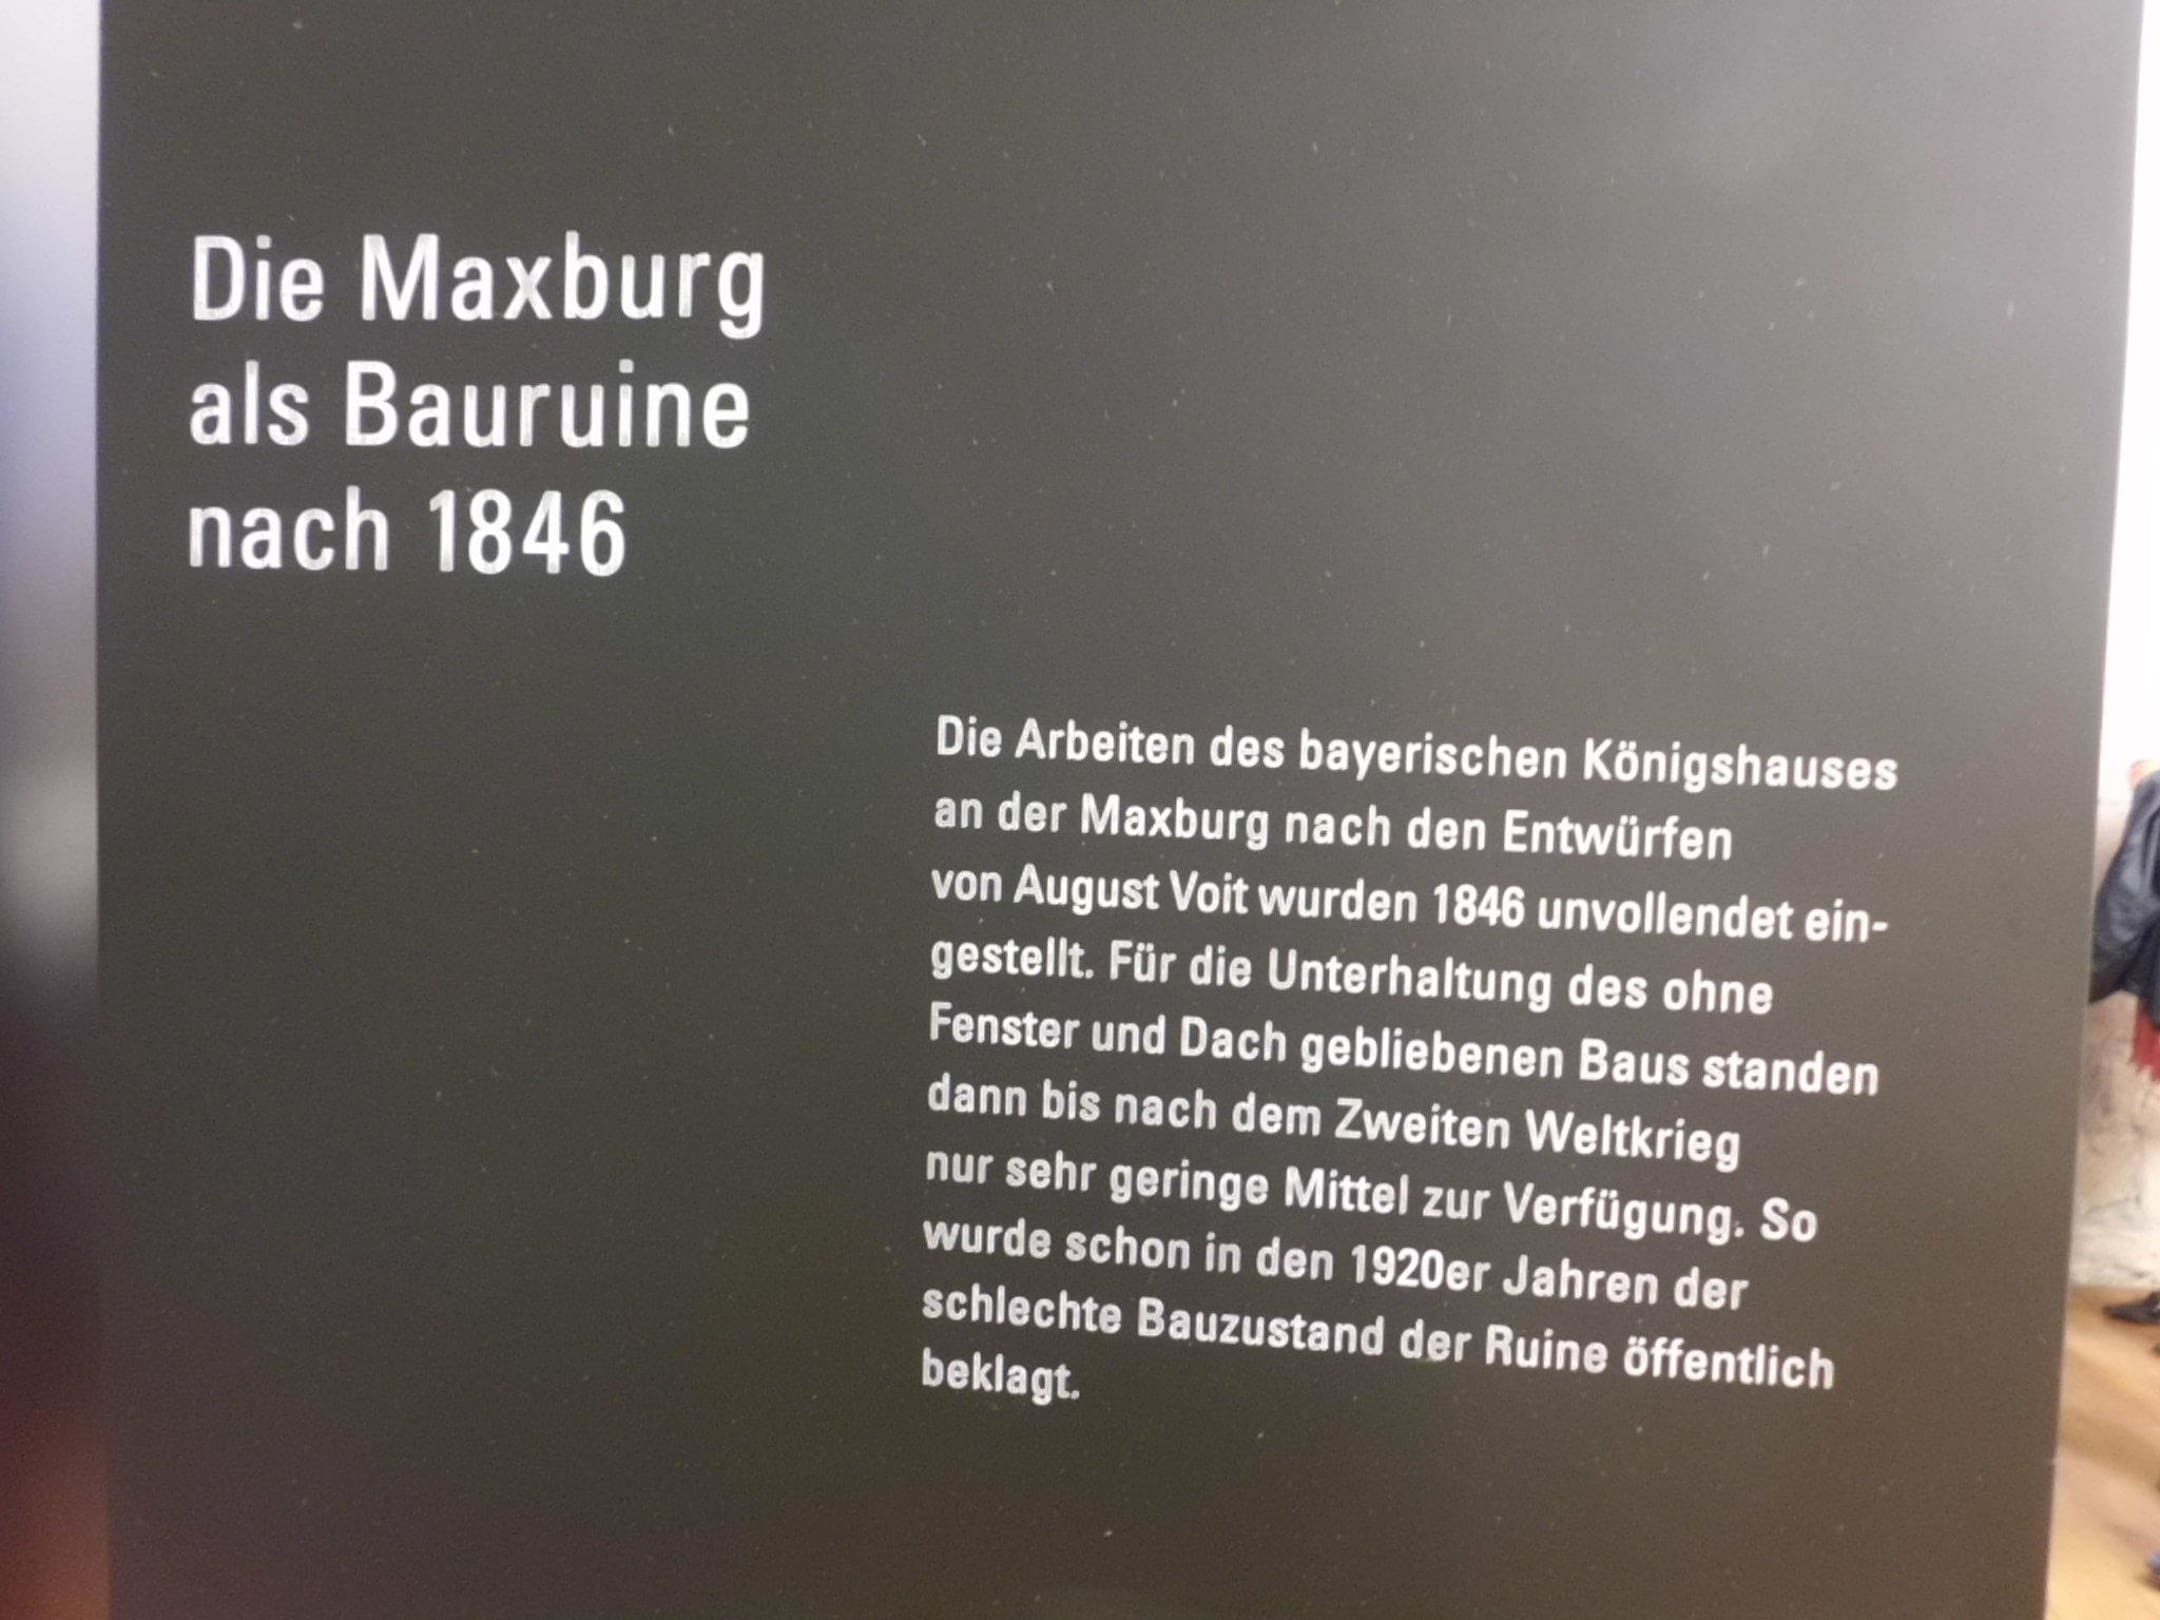 Die Maxburg
als Bauruine
nach 1846
Die Arbeiten des bayerischen Königshauses
an der Maxburg nach den Entwürfen
von August Voit wurden 1846 unvollendet ein-
gestellt. Für die Unterhaltung des ohne
Fenster und Dach gebliebenen Baus standen
dann bis nach dem Zweiten Weltkrieg
nur sehr geringe Mittel zur Verfügung. So
wurde schon in den 1920er Jahren der
schlechte Bauzustand der Ruine öffentlich
beklagt.